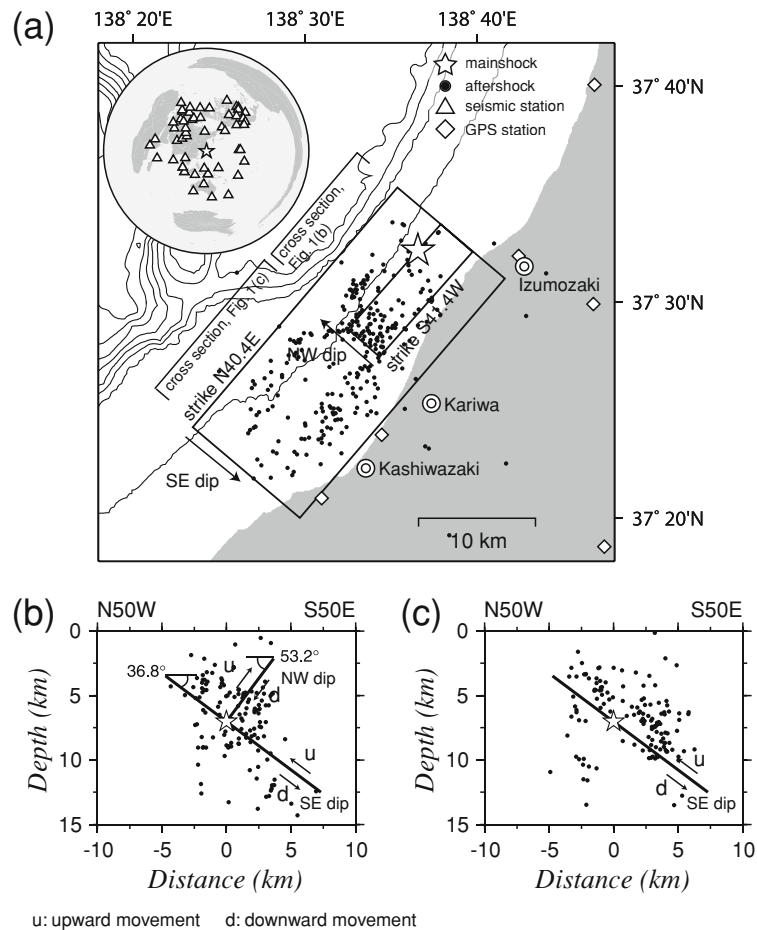 (a)
138° 20'E 138° 30'E 138° 40'E
mainshock
aftershock
seismic station
GPS station
37° 40'N
37° 30'N
37° 20'N
cross section,
Fig. 1(b)
cross section, Fig. 1(c)
strike N40.4E
strike S41.4W
NW dip
SE dip
Izumozaki
Kariwa
Kashiwazaki
10 km
(b)
N50W S50E
0
5
10
15
Depth (km)
36.8°
53.2°
NW dip
u
d
u
d
SE dip
-10 -5 0 5 10
Distance (km)
(c)
N50W S50E
0
5
10
15
Depth (km)
u
d
SE dip
-10 -5 0 5 10
Distance (km)
u: upward movement d: downward movement